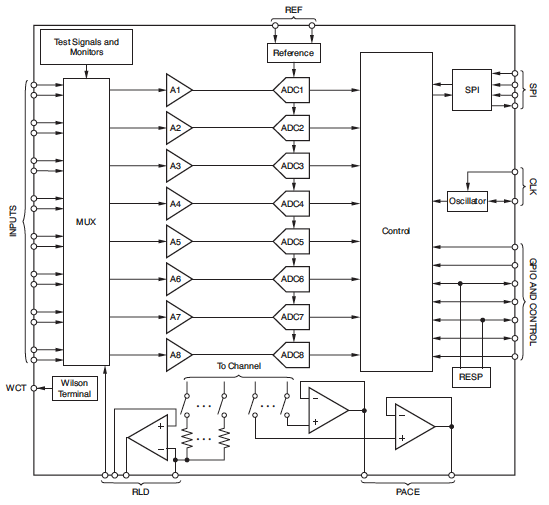 REF
Test Signals and
Monitors
Reference
A1
ADC1
SPI
SPI
A2
ADC2
A3
ADC3
CLK
A4
ADC4
Oscillator
INPUTS
MUX
Control
A5
ADC5
GPIO AND CONTROL
A6
ADC6
A7
ADC7
A8
ADC8
To Channel
RESP
WCT
Wilson
Terminal
RLD
PACE